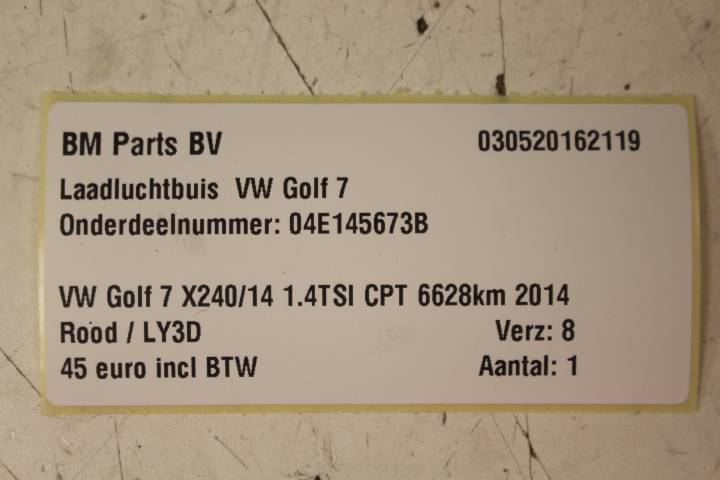 BM Parts BV 030520162119
Laadluchtbuis VW Golf 7
Onderdeelnummer: 04E145673B
VW Golf 7 X240/14 1.4TSI CPT 6628km 2014
Rood / LY3D Verz: 8
45 euro incl BTW Aantal: 1